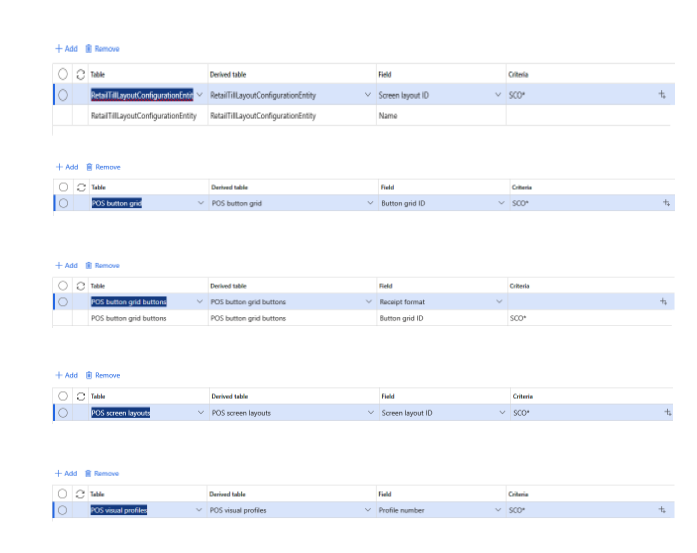 + Add Remove
Table Derived table Field Criteria
RetailTillLayoutConfigurationEntit RetailTillLayoutConfigurationEntity Screen layout ID SCO*
RetailTillLayoutConfigurationEntity RetailTillLayoutConfigurationEntity Name
+ Add Remove
Table Derived table Field Criteria
POS button grid POS button grid Button grid ID SCO*
+ Add Remove
Table Derived table Field Criteria
POS button grid buttons POS button grid buttons Receipt format
POS button grid buttons POS button grid buttons Button grid ID SCO*
+ Add Remove
Table Derived table Field Criteria
POS screen layouts POS screen layouts Screen layout ID SCO*
+ Add Remove
Table Derived table Field Criteria
POS visual profiles POS visual profiles Profile number SCO*